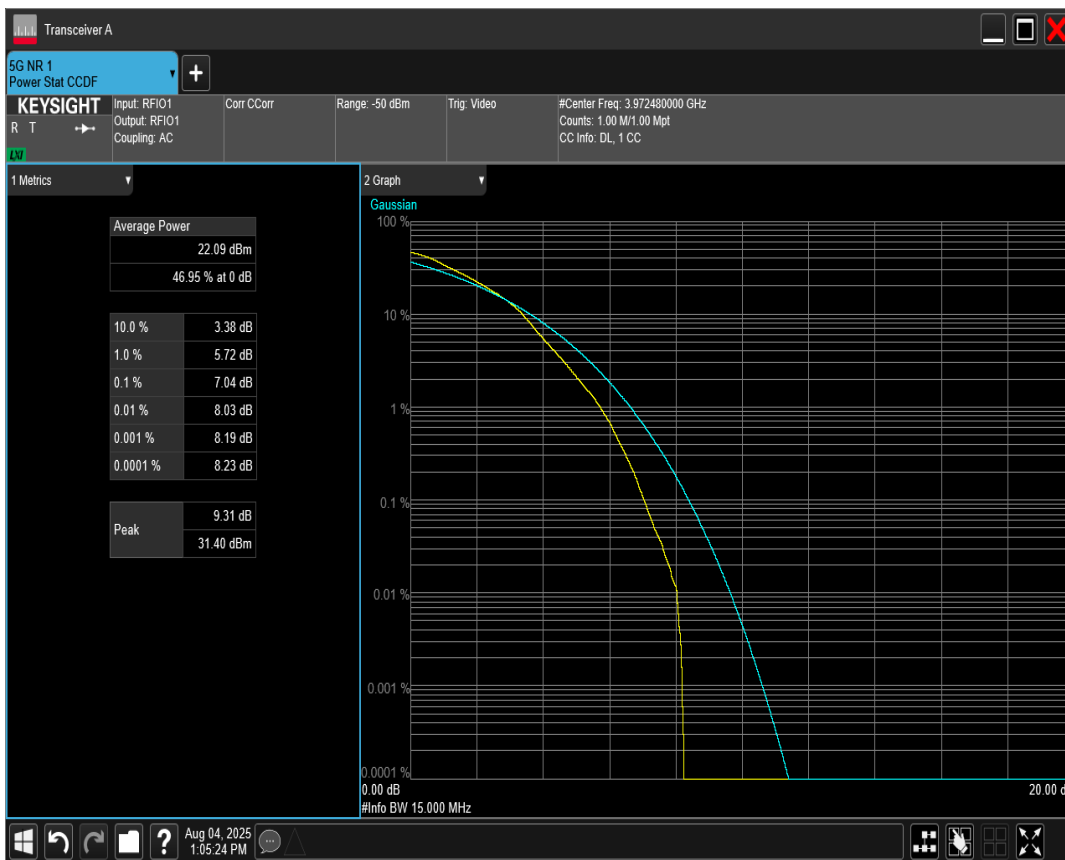 Transceiver A
5G NR 1
Power Stat CCDF
KEYSIGHT
R T
LXI
Input: RFIO1
Output: RFIO1
Coupling: AC
Corr CCorr
Range: -50 dBm
Trig: Video
#Center Freq: 3.972480000 GHz
Counts: 1.00 M/1.00 Mpt
CC Info: DL, 1 CC
1 Metrics
Average Power
22.09 dBm
46.95 % at 0 dB
10.0 % 3.38 dB
1.0 % 5.72 dB
0.1 % 7.04 dB
0.01 % 8.03 dB
0.001 % 8.19 dB
0.0001 % 8.23 dB
Peak
9.31 dB
31.40 dBm
2 Graph
Gaussian
100 %
10 %
1 %
0.1 %
0.01 %
0.001 %
0.0001 %
0.00 dB
20.00 d
#Info BW 15.000 MHz
?
Aug 04, 2025
1:05:24 PM